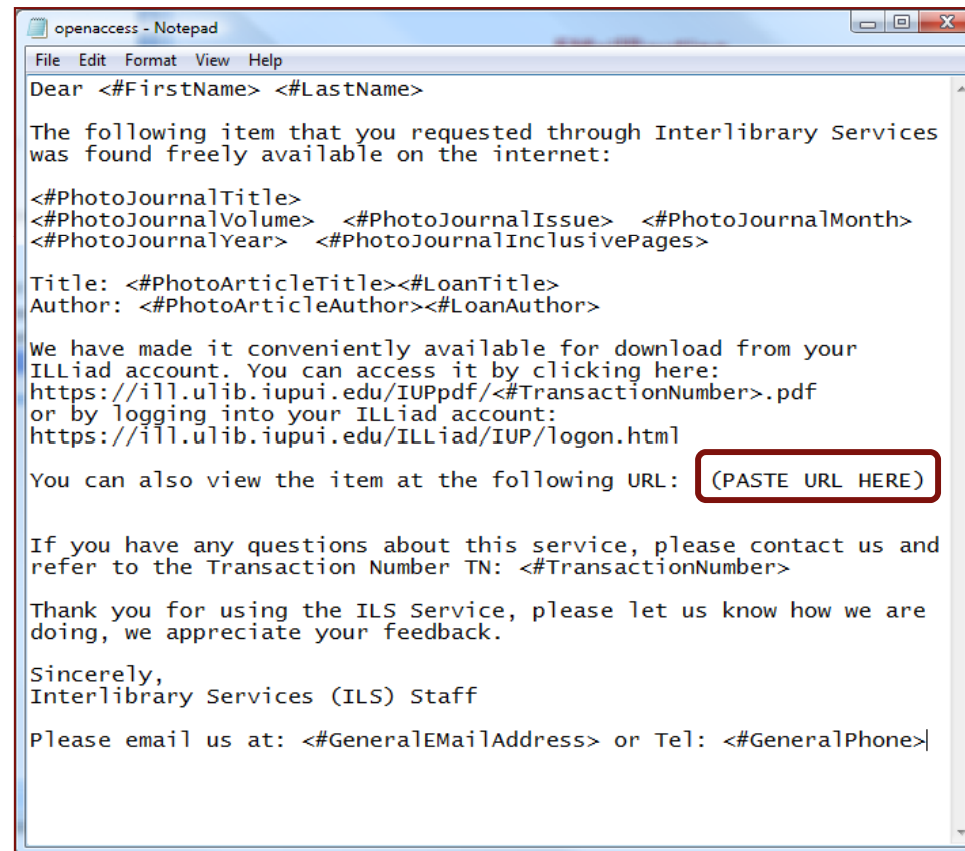 openaccess - Notepad
File Edit Format View Help
Dear <#FirstName> <#LastName>
The following item that you requested through Interlibrary Services
was found freely available on the internet:
<#PhotoJournalTitle>
<#PhotoJournalVolume> <#PhotoJournalIssue> <#PhotoJournalMonth>
<#PhotoJournalYear> <#PhotoJournalInclusivePages>
Title: <#PhotoArticleTitle><#LoanTitle>
Author: <#PhotoArticleAuthor><#LoanAuthor>
We have made it conveniently available for download from your
ILLiad account. You can access it by clicking here:
https://ill.ulib.iupui.edu/IUPpdf/<#TransactionNumber>.pdf
or by logging into your ILLiad account:
https://ill.ulib.iupui.edu/ILLiad/IUP/logon.html
You can also view the item at the following URL: (PASTE URL HERE)
If you have any questions about this service, please contact us and
refer to the Transaction Number TN: <#TransactionNumber>
Thank you for using the ILS Service, please let us know how we are
doing, we appreciate your feedback.
Sincerely,
Interlibrary Services (ILS) Staff
Please email us at: <#GeneralEMailAddress> or Tel: <#GeneralPhone>